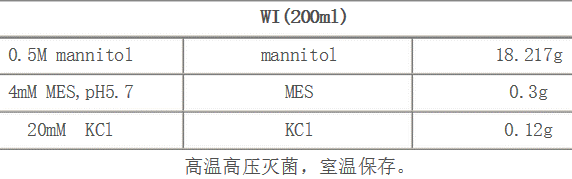 WI(200ml)
0.5M mannitol mannitol 18.217g
4mM MES,pH5.7 MES 0.3g
20mM KCl KCl 0.12g
高温高压灭菌，室温保存。